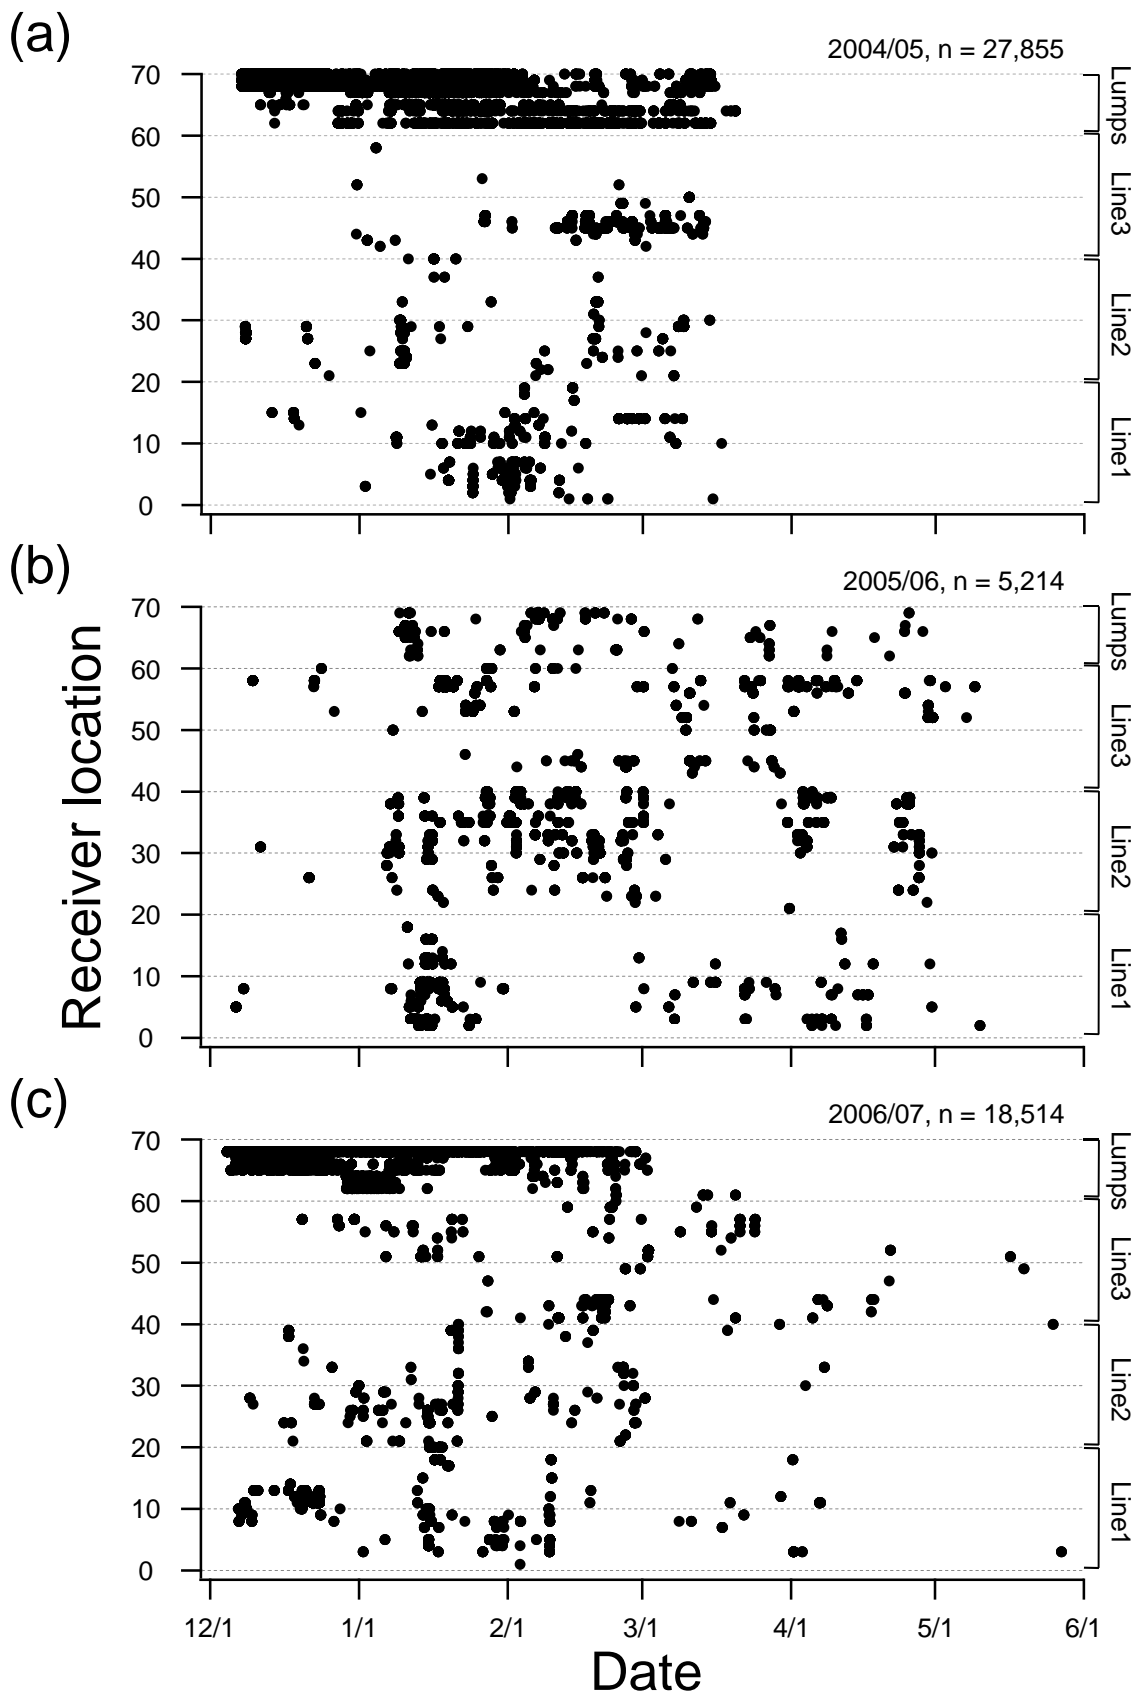 (a)
2004/05, n = 27,855
70
60
50
40
30
20
10
0
Lumps
Line3
Line2
Line1
(b)
2005/06, n = 5,214
70
60
50
40
30
20
10
0
Lumps
Line3
Line2
Line1
Receiver location
(c)
2006/07, n = 18,514
70
60
50
40
30
20
10
0
Lumps
Line3
Line2
Line1
12/1 1/1 2/1 3/1 4/1 5/1 6/1
Date